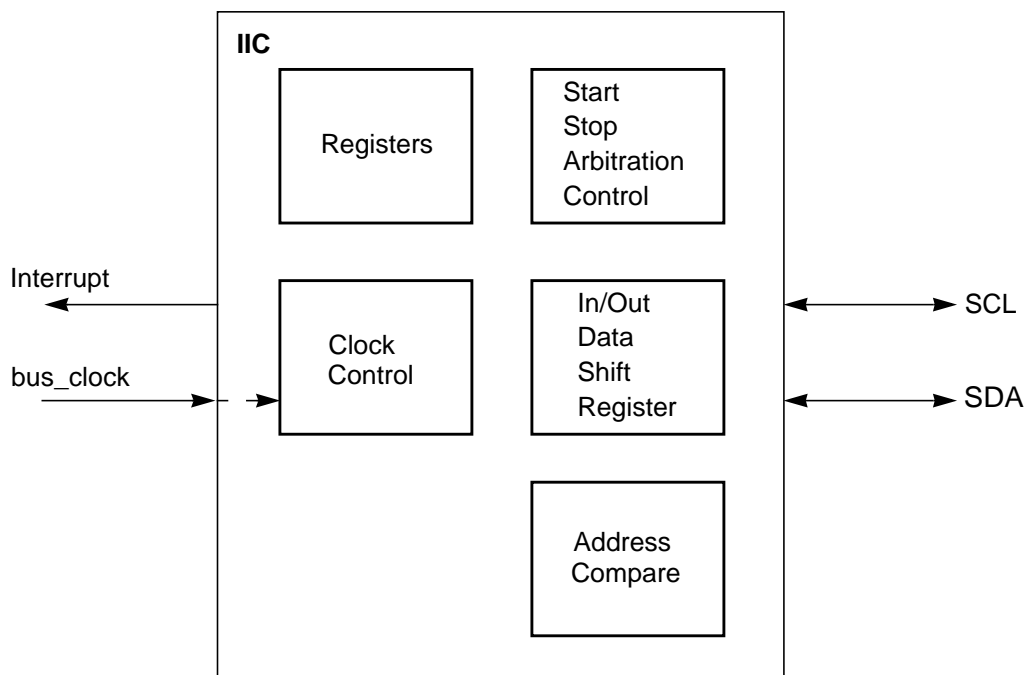 IIC
Registers
Start
Stop
Arbitration
Control
Interrupt
bus_clock
Clock
Control
In/Out
Data
Shift
Register
SCL
SDA
Address
Compare